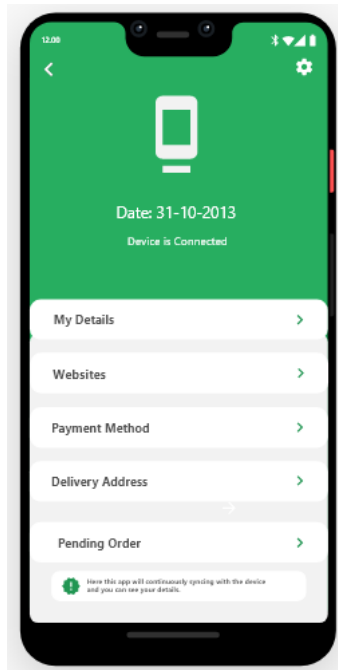 12.00
Date: 31-10-2013
Device is Connected
My Details
Websites
Payment Method
Delivery Address
Pending Order
Here this app will continuously syncing with the device
and you can see your details.